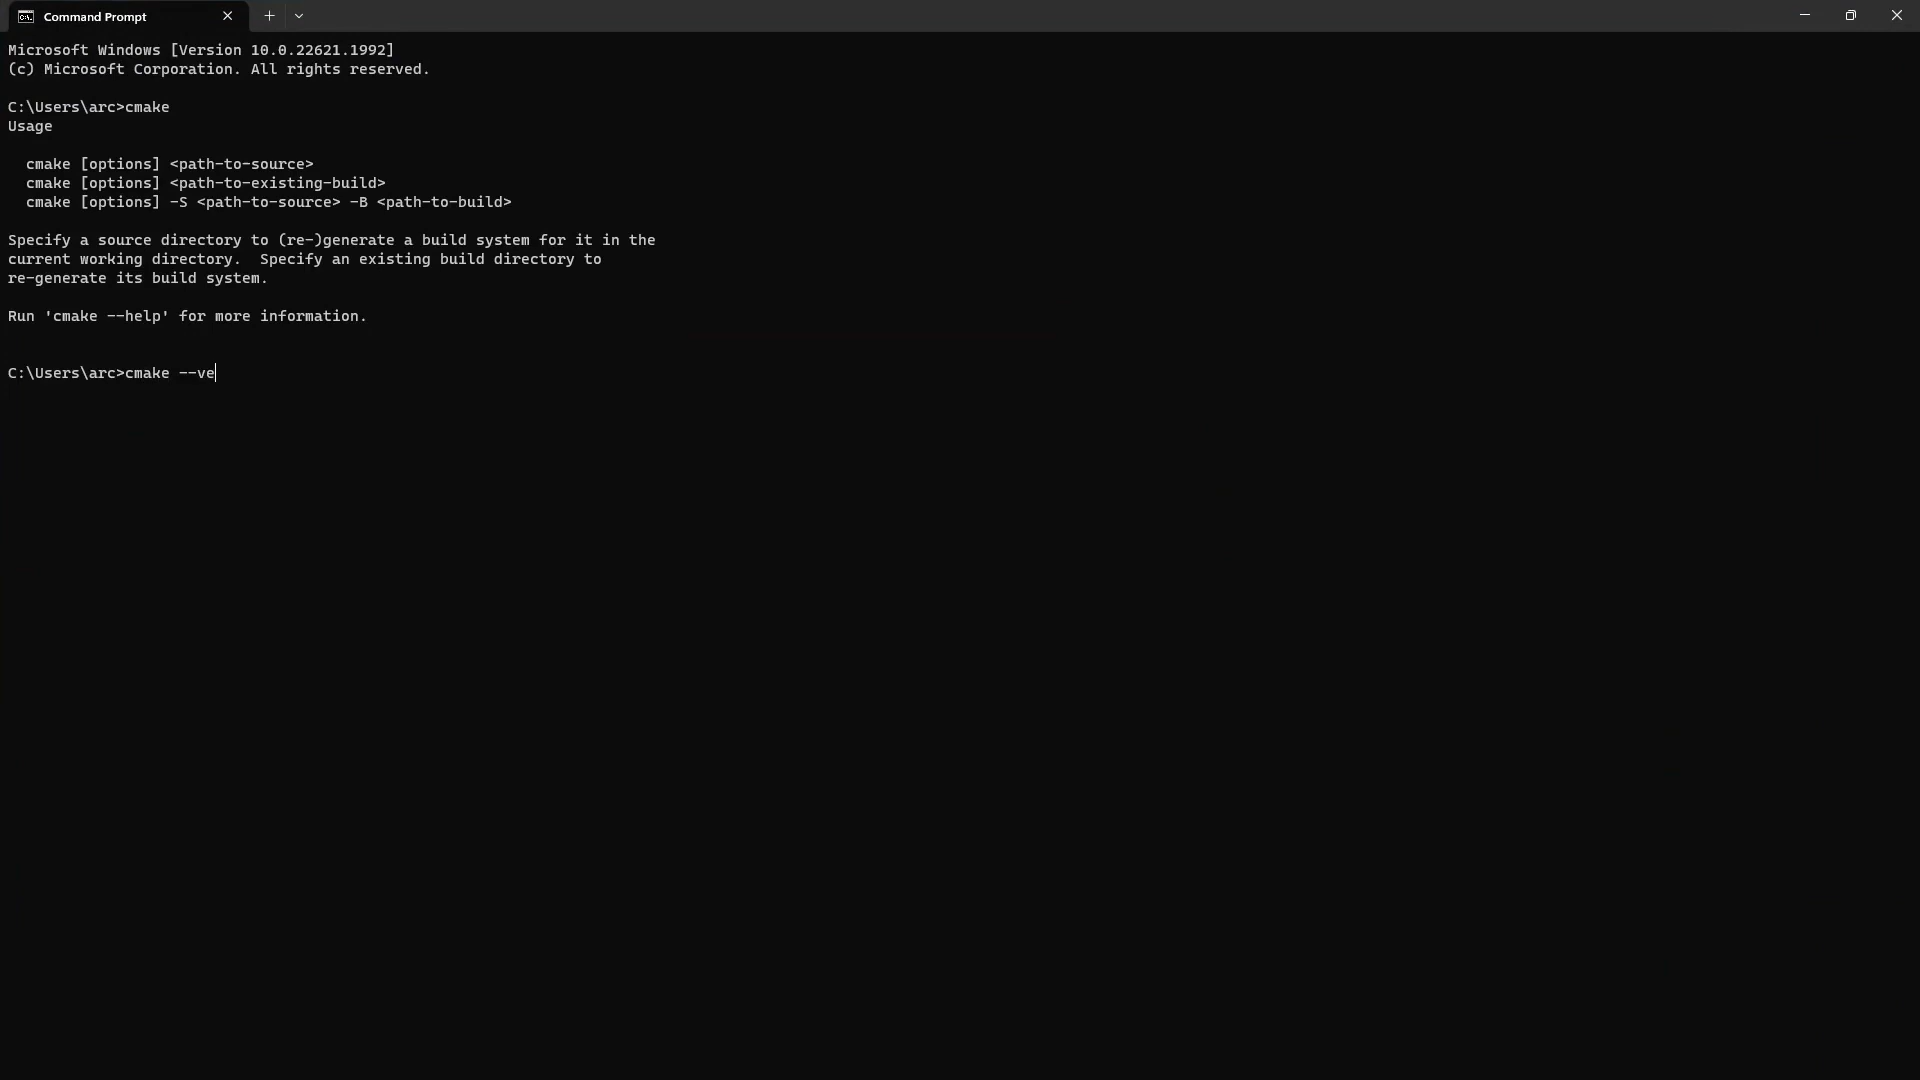 Command Prompt
Microsoft Windows [Version 10.0.22621.1992]
(c) Microsoft Corporation. All rights reserved.
C:\Users\arc>cmake
Usage
cmake [options] <path-to-source>
cmake [options] <path-to-existing-build>
cmake [options] -S <path-to-source> -B <path-to-build>
Specify a source directory to (re-)generate a build system for it in the
current working directory.  Specify an existing build directory to
re-generate its build system.
Run 'cmake --help' for more information.
C:\Users\arc>cmake --ve